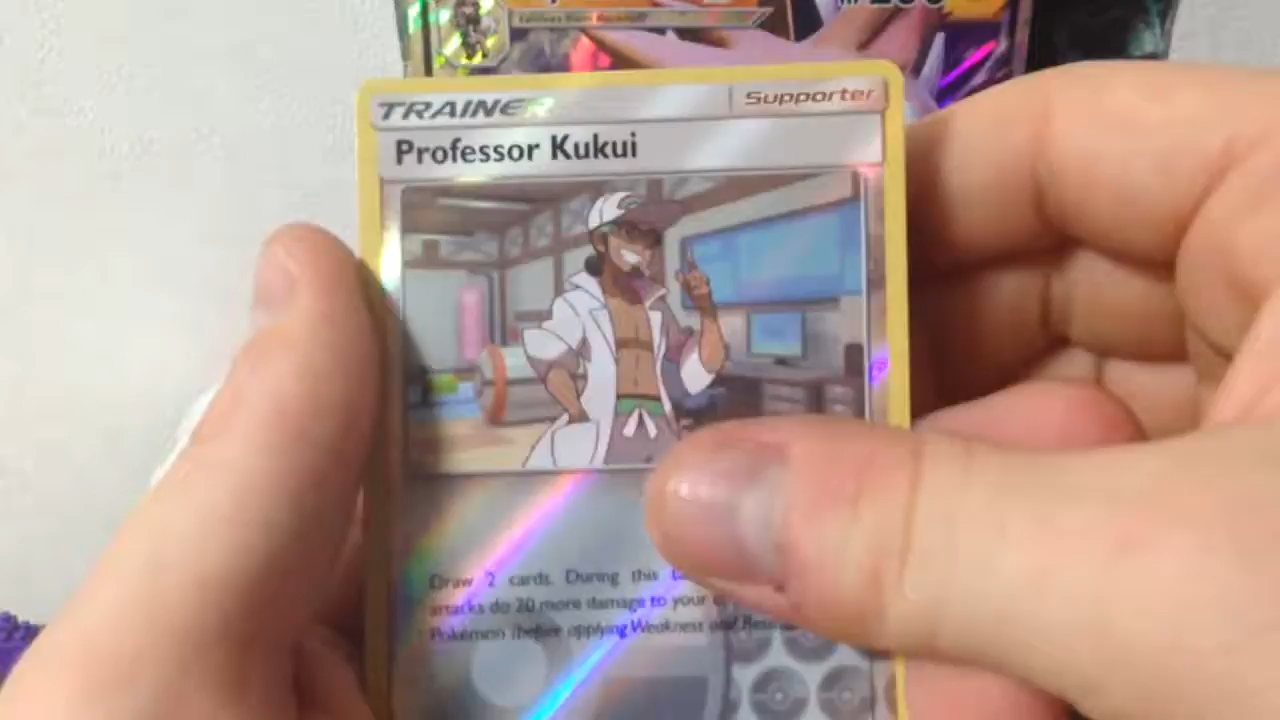 TRAINER
Supporter
Professor Kukui
Draw 2 cards. During this
attacks do 20 more damage to your
Pokémon (before applying Weakness and